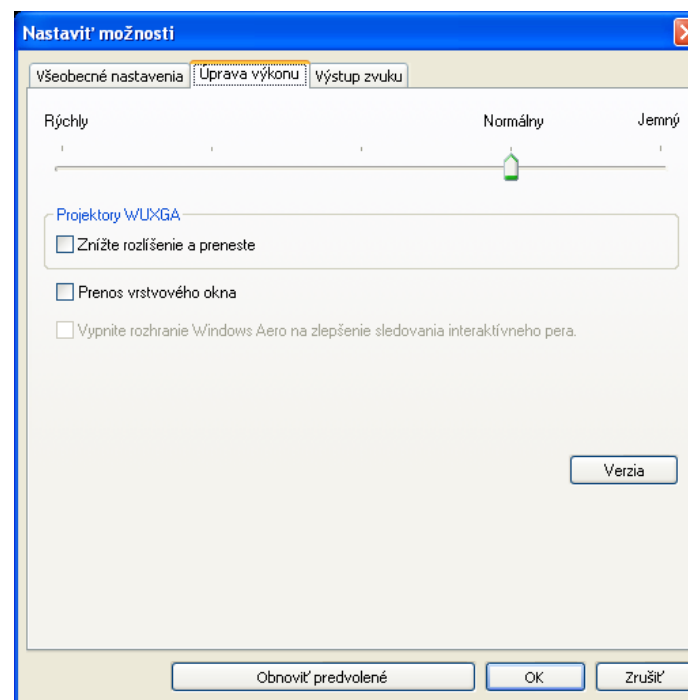 Nastaviť možnosti
Všeobecné nastavenia Úprava výkonu Výstup zvuku
Rýchly Normálny Jemný
Projektory WUXGA
Znížte rozlíšenie a preneste
Prenos vrstvového okna
Vypnite rozhranie Windows Aero na zlepšenie sledovania interaktívneho pera.
Verzia
Obnoviť predvolené OK Zrušiť